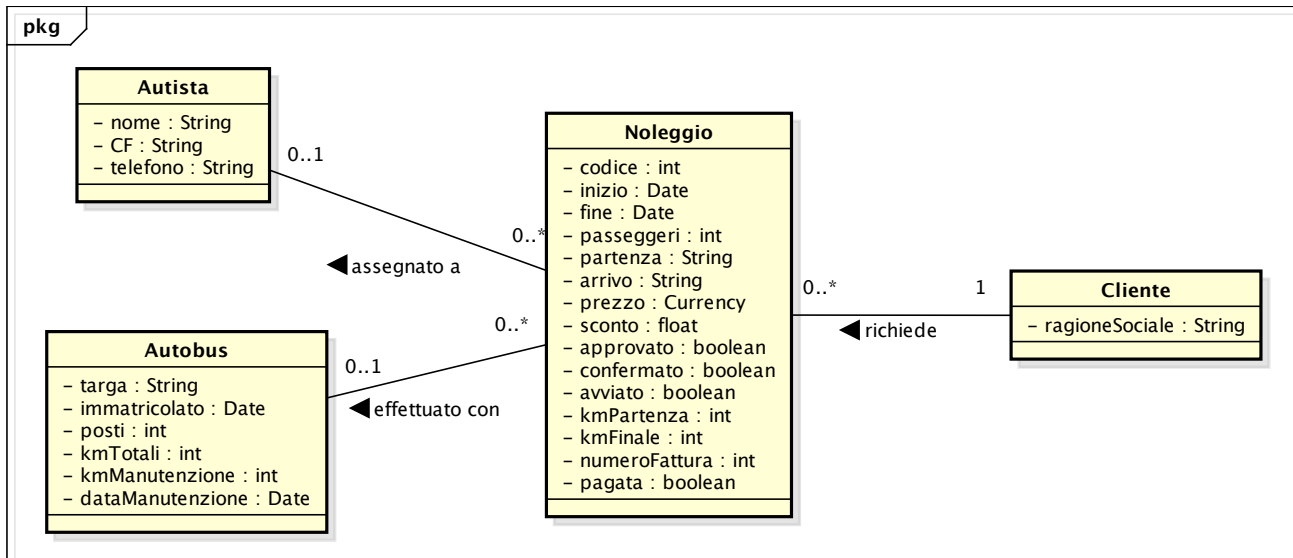 pkg
Autista
– nome : String
– CF : String
– telefono : String
0..1
0..*
assegnato a
Autobus
– targa : String
– immatricolato : Date
– posti : int
– kmTotali : int
– kmManutenzione : int
– dataManutenzione : Date
0..1
0..*
effettuato con
Noleggio
– codice : int
– inizio : Date
– fine : Date
– passeggeri : int
– partenza : String
– arrivo : String
– prezzo : Currency
– sconto : float
– approvato : boolean
– confermato : boolean
– avviato : boolean
– kmPartenza : int
– kmFinale : int
– numeroFattura : int
– pagata : boolean
0..*
1
richiede
Cliente
– ragioneSociale : String